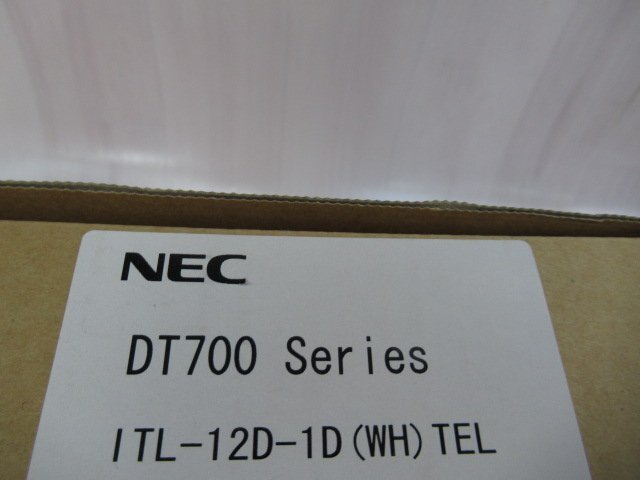 NEC
DT700 Series
ITL-12D-1D(WH)TEL